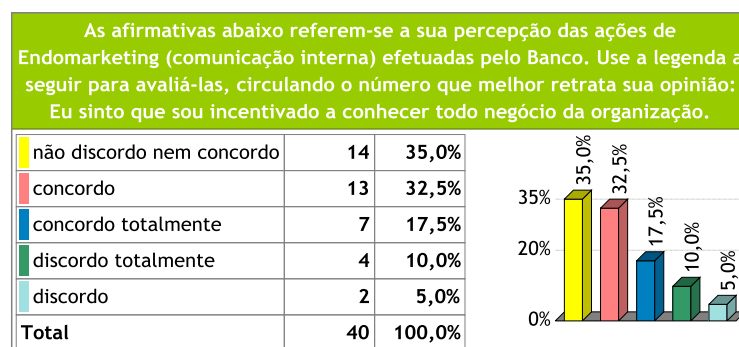 As afirmativas abaixo referem-se a sua percepção das ações de
Endomarketing (comunicação interna) efetuadas pelo Banco. Use a legenda a
seguir para avaliá-las, circulando o número que melhor retrata sua opinião:
Eu sinto que sou incentivado a conhecer todo negócio da organização.
não discordo nem concordo 14 35,0%
concordo 13 32,5%
concordo totalmente 7 17,5%
discordo totalmente 4 10,0%
discordo 2 5,0%
Total 40 100,0%
35%
20%
0%
35,0%
32,5%
17,5%
10,0%
5,0%